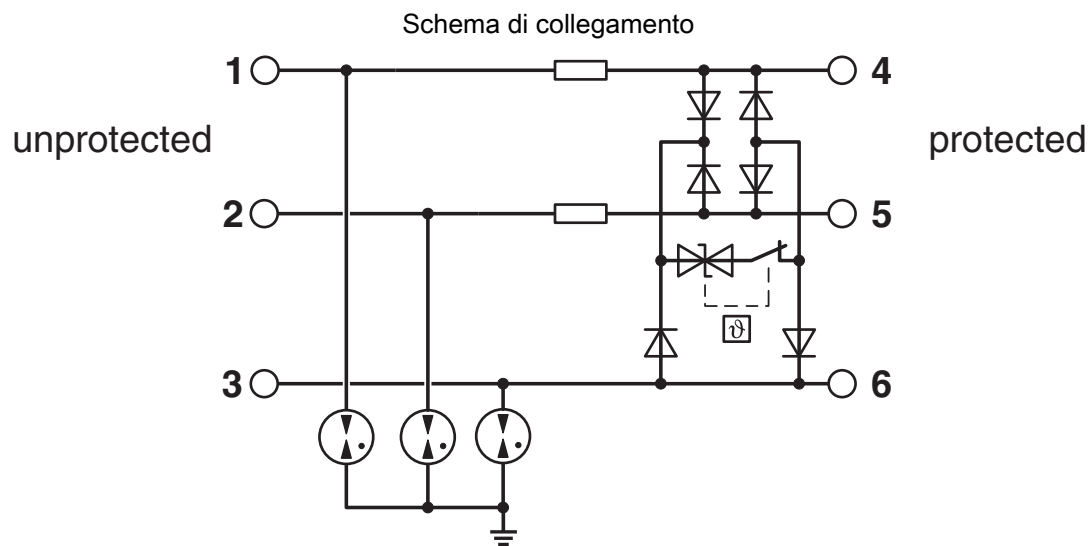 Schema di collegamento
1 4
unprotected protected
2 5
ϑ
3 6